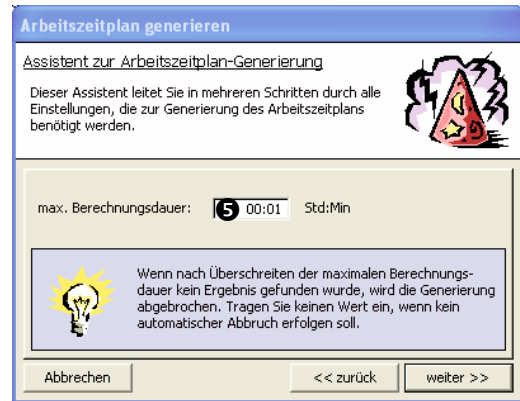 Arbeitszeitplan generieren
Assistent zur Arbeitszeitplan-Generierung
Dieser Assistent leitet Sie in mehreren Schritten durch alle
Einstellungen, die zur Generierung des Arbeitszeitplans
benötigt werden.
max. Berechnungsdauer: 5 00:01 Std:Min
Wenn nach Überschreiten der maximalen Berechnungs-
dauer kein Ergebnis gefunden wurde, wird die Generierung
abgebrochen. Tragen Sie keinen Wert ein, wenn kein
automatischer Abbruch erfolgen soll.
Abbrechen << zurück weiter >>